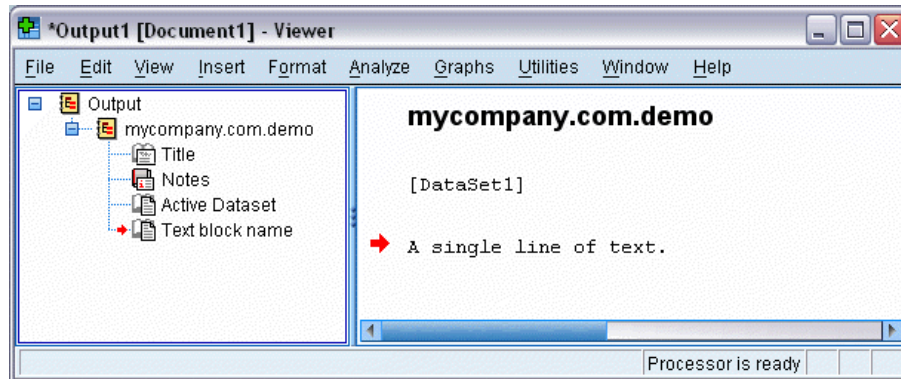 *Output1 [Document1] - Viewer
File Edit View Insert Format Analyze Graphs Utilities Window Help
Output
mycompany.com.demo
Title
Notes
Active Dataset
Text block name
mycompany.com.demo
[DataSet1]
A single line of text.
Processor is ready